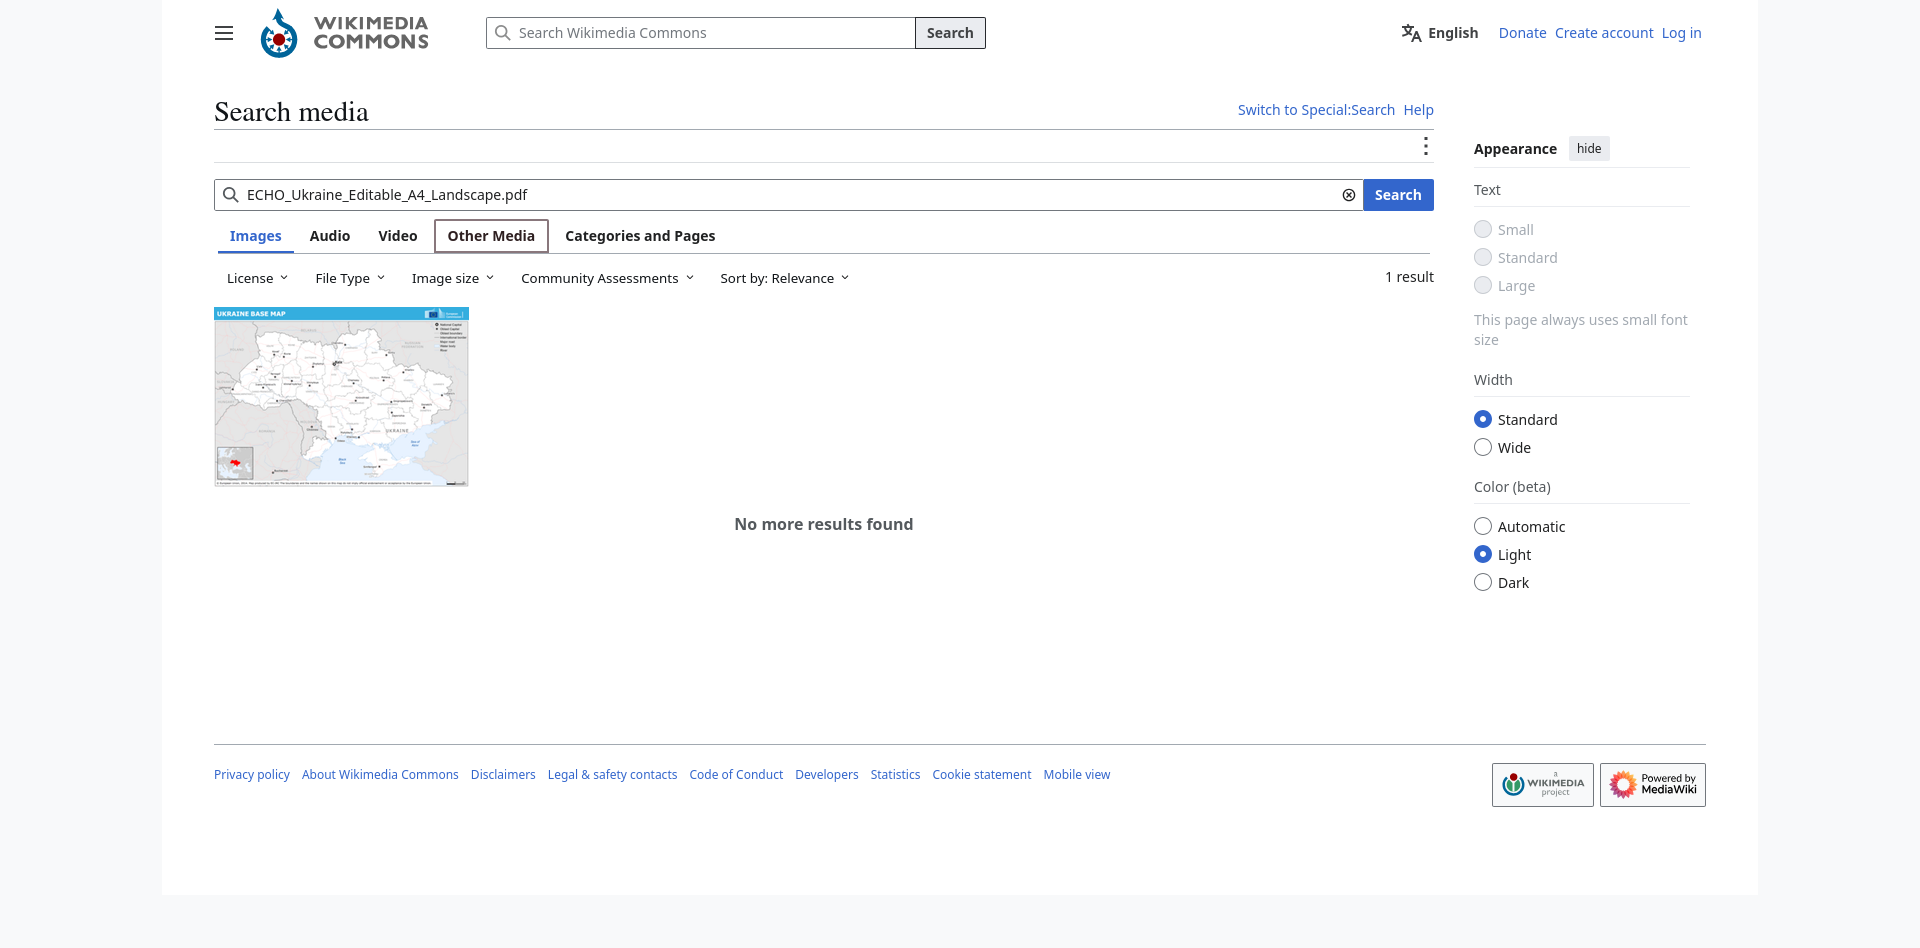 WIKIMEDIA
COMMONS
Search Wikimedia Commons
Search
English
Donate
Create account
Log in
Search media
Switch to Special:Search
Help
ECHO_Ukraine_Editable_A4_Landscape.pdf
Search
Images
Audio
Video
Other Media
Categories and Pages
License
File Type
Image size
Community Assessments
Sort by: Relevance
1 result
UKRAINE BASE MAP
No more results found
Appearance
hide
Text
Small
Standard
Large
This page always uses small font
size
Width
Standard
Wide
Color (beta)
Automatic
Light
Dark
Privacy policy
About Wikimedia Commons
Disclaimers
Legal & safety contacts
Code of Conduct
Developers
Statistics
Cookie statement
Mobile view
a
WIKIMEDIA
project
Powered by
MediaWiki